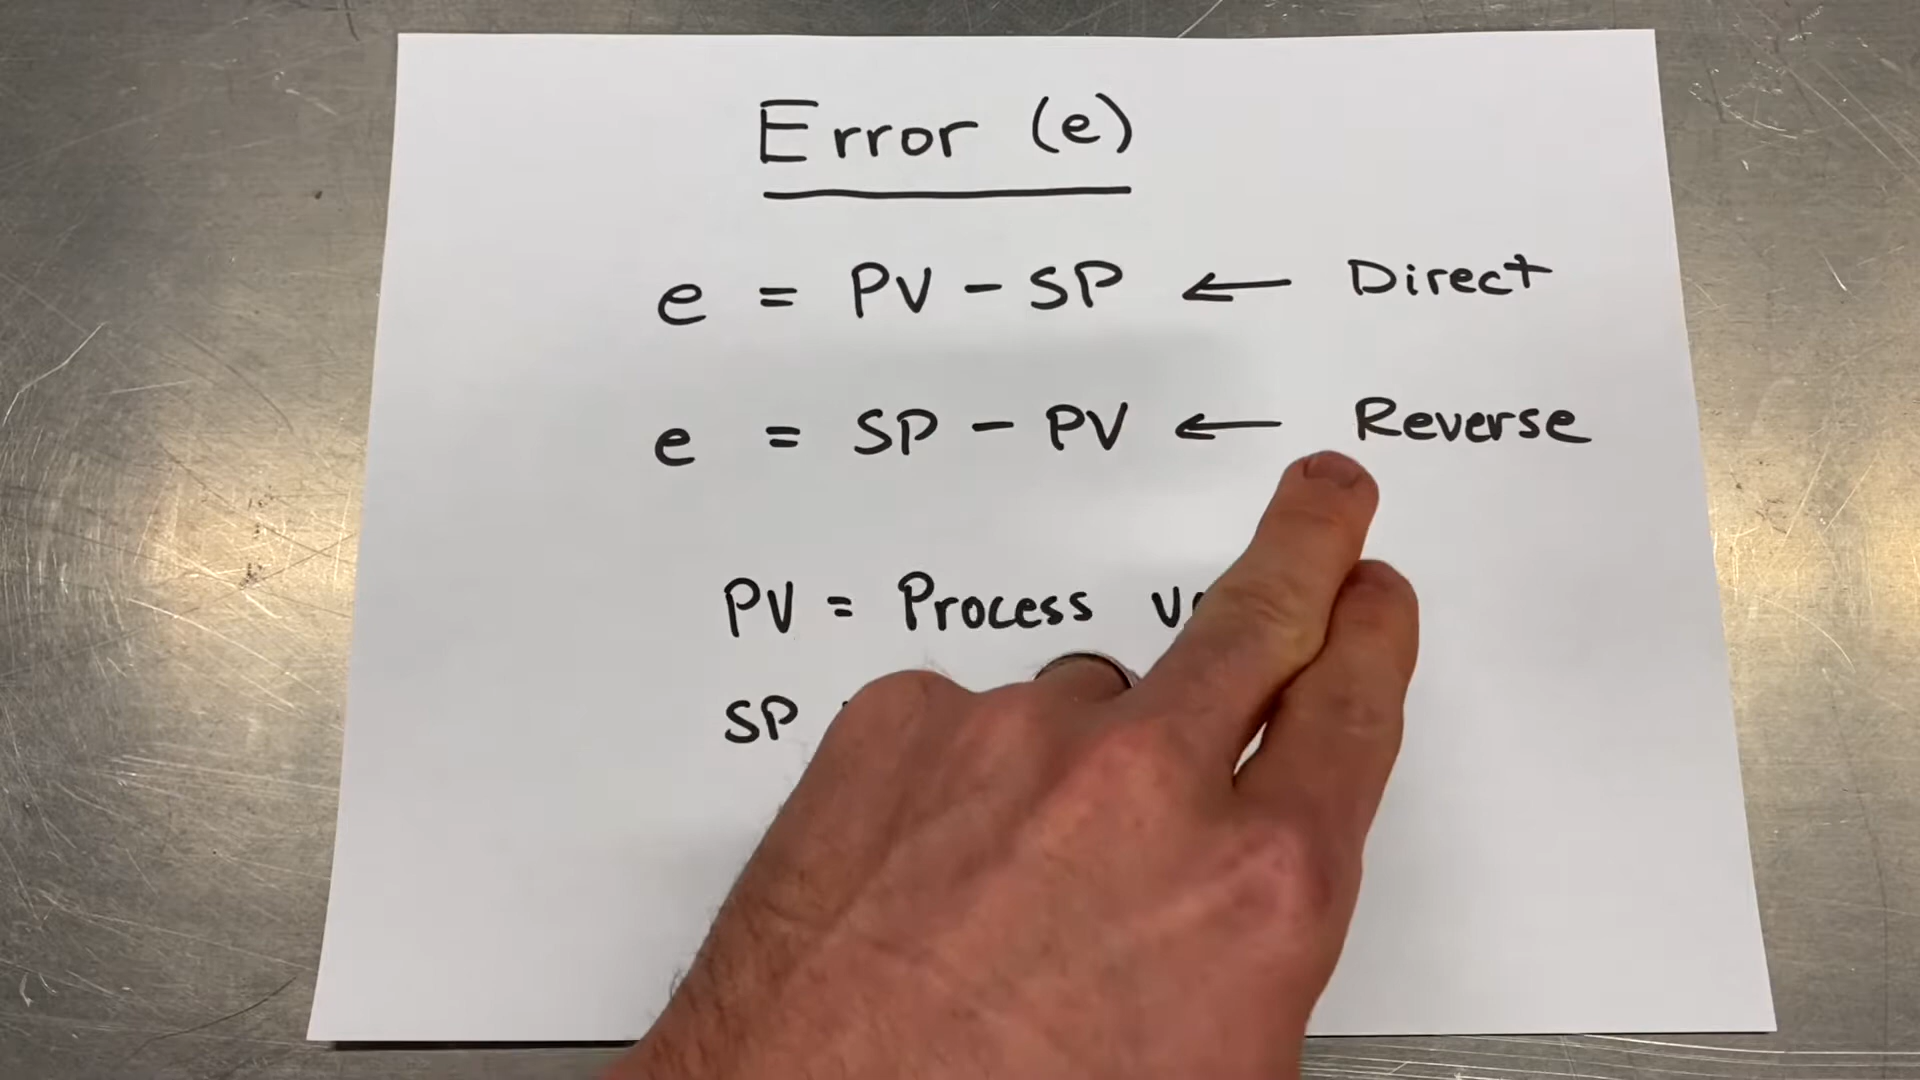 Error (e)
e = PV - SP ← Direct
e = SP - PV ← Reverse
PV = Process
SP